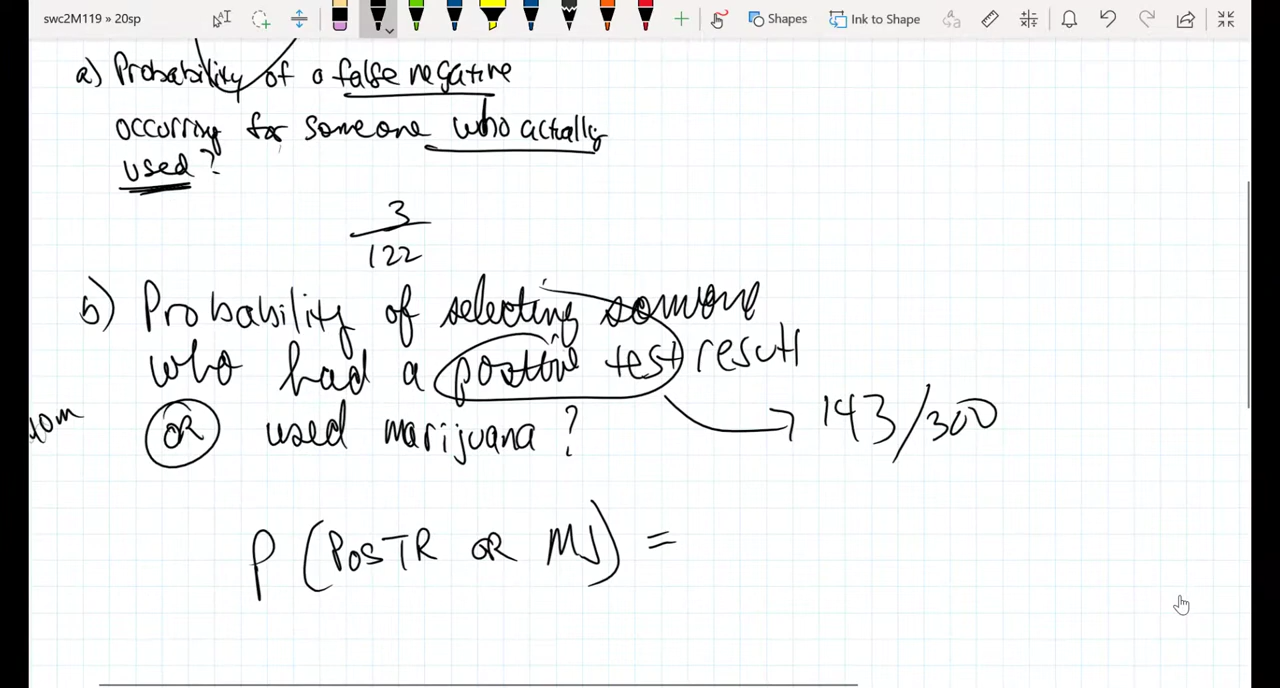 swc2M119 » 20sp
Shapes
Ink to Shape
a) Probability of a false negative
occurring for someone who actually
used?
3
122
b) Probability of selecting someone
who had a positive test result
OR used marijuana?
143/300
P (POSTR OR MJ) =